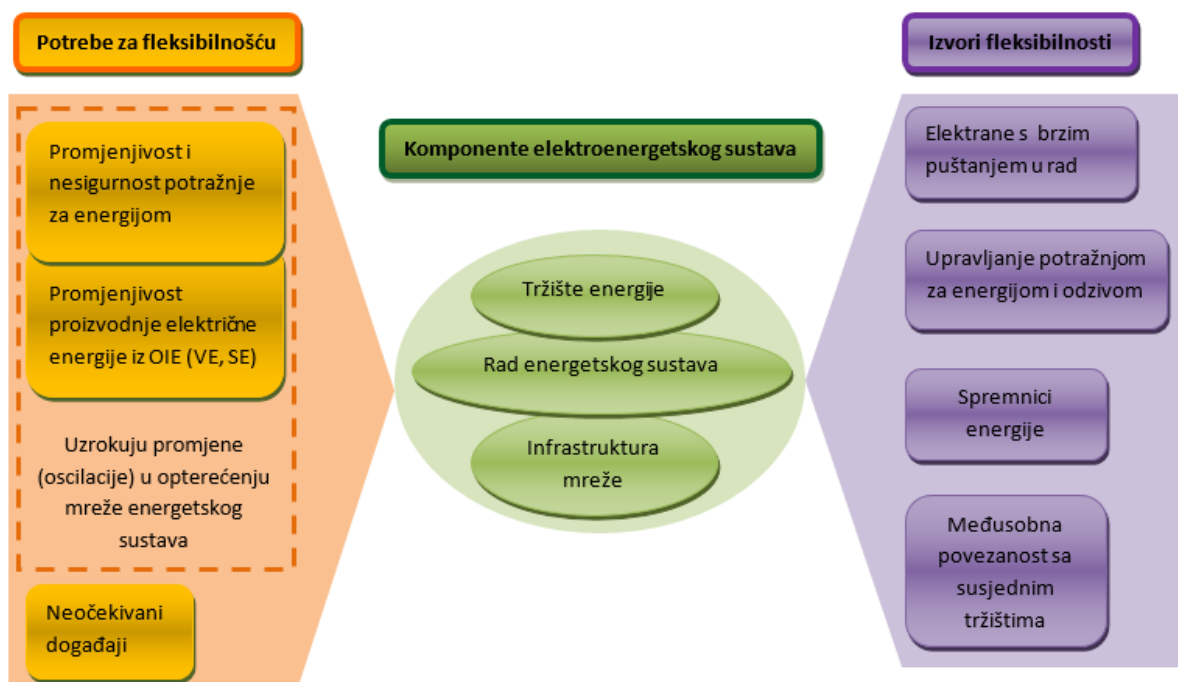 Potrebe za fleksibilnošću
Promjenjivost i
nesigurnost potražnje
za energijom
Promjenjivost
proizvodnje električne
energije iz OIE (VE, SE)
Uzrokuju promjene
(oscilacije) u opterećenju
mreže energetskog
sustava
Neočekivani
događaji
Komponente elektroenergetskog sustava
Tržište energije
Rad energetskog sustava
Infrastruktura
mreže
Izvori fleksibilnosti
Elektrane s brzim
puštanjem u rad
Upravljanje potražnjom
za energijom i odzivom
Spremnici
energije
Međusobna
povezanost sa
susjednim
tržištima